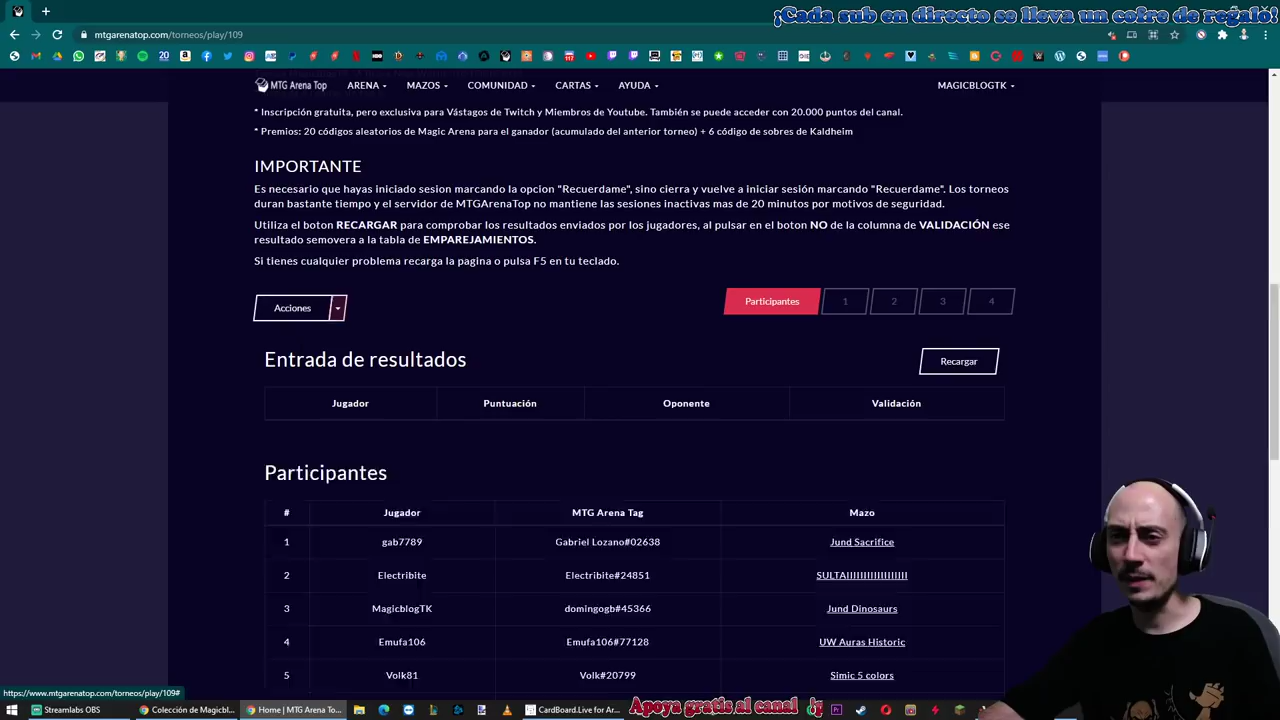 ¡Cada sub en directo se lleva un cofre de regalo!
mtgarenatop.com/torneos/play/109
MTG Arena Top ARENA MAZOS COMUNIDAD CARTAS AYUDA MAGICBLOGTK
* Inscripción gratuita, pero exclusiva para Vástagos de Twitch y Miembros de Youtube. También se puede acceder con 20.000 puntos del canal.
* Premios: 20 códigos aleatorios de Magic Arena para el ganador (acumulado del anterior torneo) + 6 código de sobres de Kaldheim
IMPORTANTE
Es necesario que hayas iniciado sesion marcando la opcion "Recuerdame", sino cierra y vuelve a iniciar sesión marcando "Recuerdame". Los torneos
duran bastante tiempo y el servidor de MTGArenaTop no mantiene las sesiones inactivas mas de 20 minutos por motivos de seguridad.
Utiliza el boton RECARGAR para comprobar los resultados enviados por los jugadores, al pulsar en el boton NO de la columna de VALIDACIÓN ese
resultado semovera a la tabla de EMPAREJAMIENTOS.
Si tienes cualquier problema recarga la pagina o pulsa F5 en tu teclado.
Acciones
Participantes 1 2 3 4
Entrada de resultados
Recargar
Jugador Puntuación Oponente Validación
Participantes
# Jugador MTG Arena Tag Mazo
1 gab7789 Gabriel Lozano#02638 Jund Sacrifice
2 Electribite Electribite#24851
3 MagicblogTK domingogb#45366 Jund Dinosaurs
4 Emufa106 Emufa106#77128 UW Auras Historic
5 Volk81 Volk#20799 Simic 5 colors
https://www.mtgarenatop.com/torneos/play/109#
Streamlabs OBS
Colección de Magicbl
Home | MTG Arena To...
CardBoard.Live for Ar...
Apoya gratis al canal